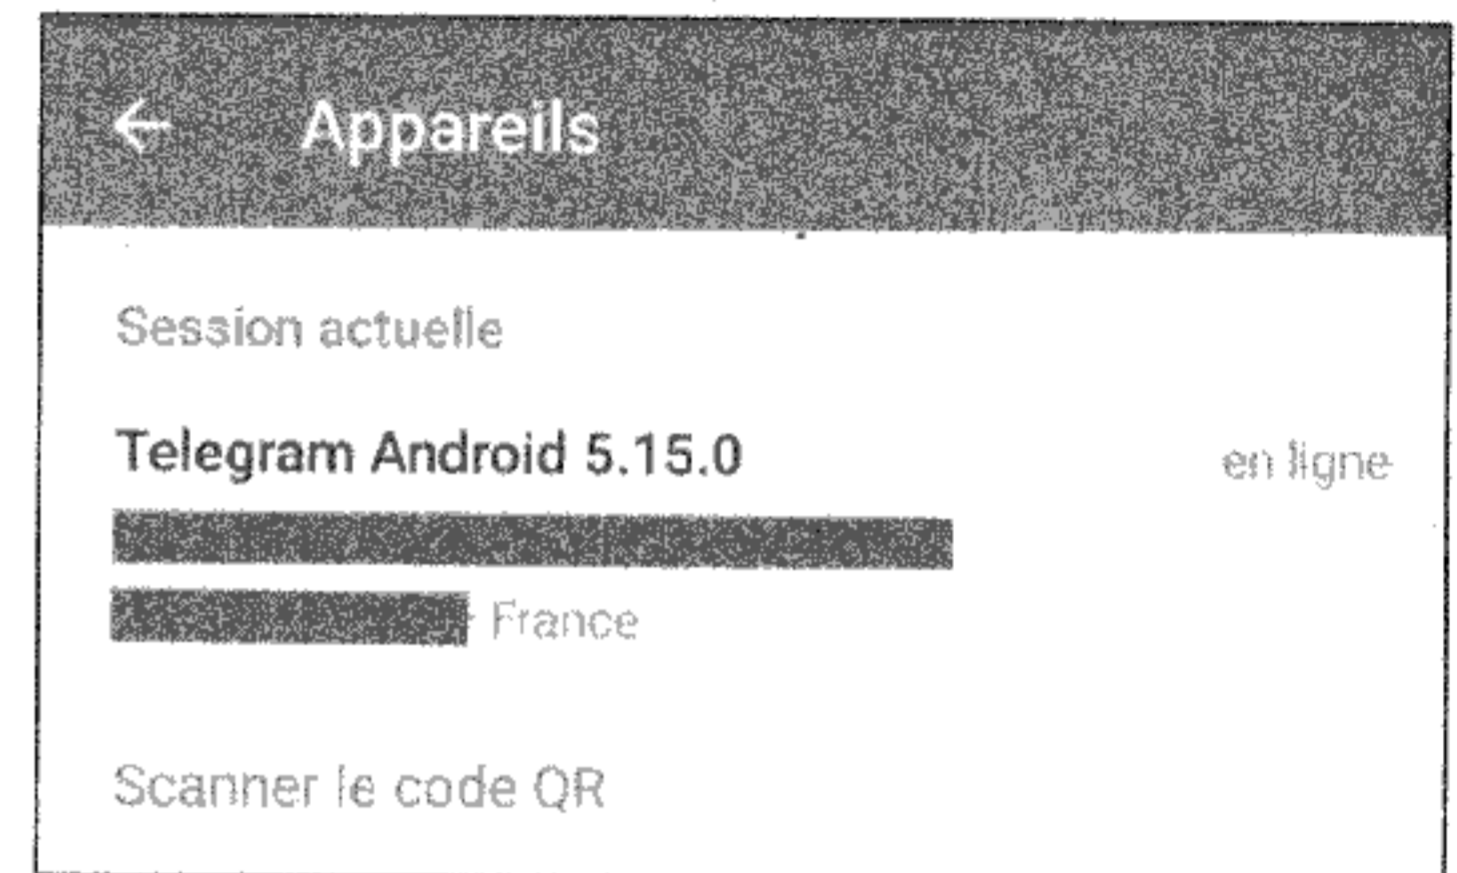 Appareils
Session actuelle
Telegram Android 5.15.0
en ligne
France
Scanner le code QR